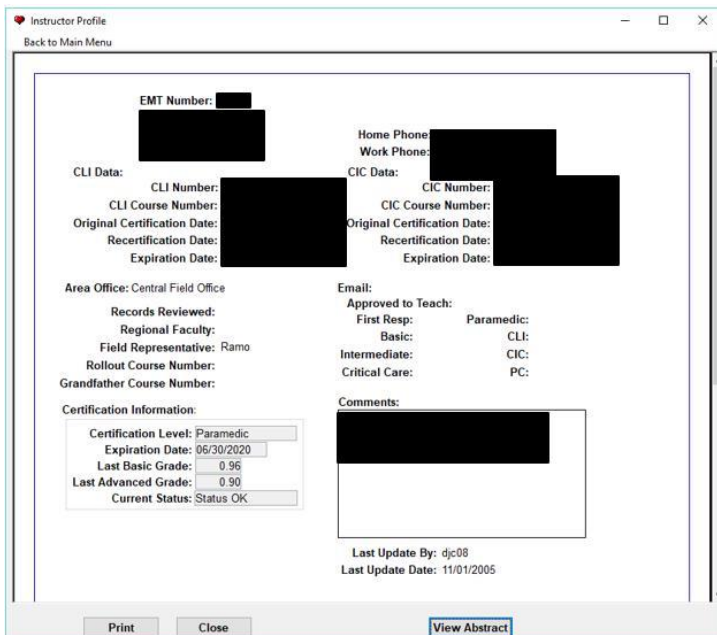 Instructor Profile
Back to Main Menu
EMT Number:
Home Phone:
Work Phone:
CLI Data:
CIC Data:
CLI Number:
CIC Number:
CLI Course Number:
CIC Course Number:
Original Certification Date:
Original Certification Date:
Recertification Date:
Recertification Date:
Expiration Date:
Expiration Date:
Area Office: Central Field Office
Email:
Approved to Teach:
Records Reviewed:
First Resp:
Paramedic:
Regional Faculty:
Basic:
CLI:
Field Representative: Ramo
Intermediate:
CIC:
Rollout Course Number:
Critical Care:
PC:
Grandfather Course Number:
Comments:
Certification Information:
Certification Level: Paramedic
Expiration Date: 06/30/2020
Last Basic Grade: 0.96
Last Advanced Grade: 0.90
Current Status: Status OK
Last Update By: djc08
Last Update Date: 11/01/2005
Print
Close
View Abstract